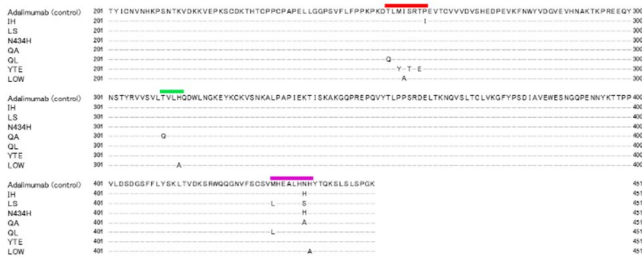 Adalimumab (control) 201 TYICNVNHKPSNTKVDKKVEPKSCDKTHTCPPCPAPELLGGPSVFLFPPKPKDTLMISRTPEVTCVVVDVSHEDPEVKFNWYVDGVEVHNAKTKPREEQY 300
IH 201 I 300
LS 201 300
N434H 201 300
QA 201 300
QL 201 Q 300
YTE 201 Y T E 300
LOW 201 A 300
Adalimumab (control) 301 NSTYRVVSVLTVLHQDWLNGKEYKCKVSNKALPAPIEKTISKAKGQPREPQVYTLPPSRDELTKNQVSLTCLVKGFYPSDIAVEWESNGQPENNYKTTPP 400
IH 301 400
LS 301 400
N434H 301 400
QA 301 Q 400
QL 301 400
YTE 301 400
LOW 301 A 400
Adalimumab (control) 401 VLDSDGSFFLYSKLTVDKSRWQQGNVFSCSVMHEALHNHYTQKSLSLSPGK 451
IH 401 H 451
LS 401 L S 451
N434H 401 H 451
QA 401 A 451
QL 401 L 451
YTE 401 451
LOW 401 A 451